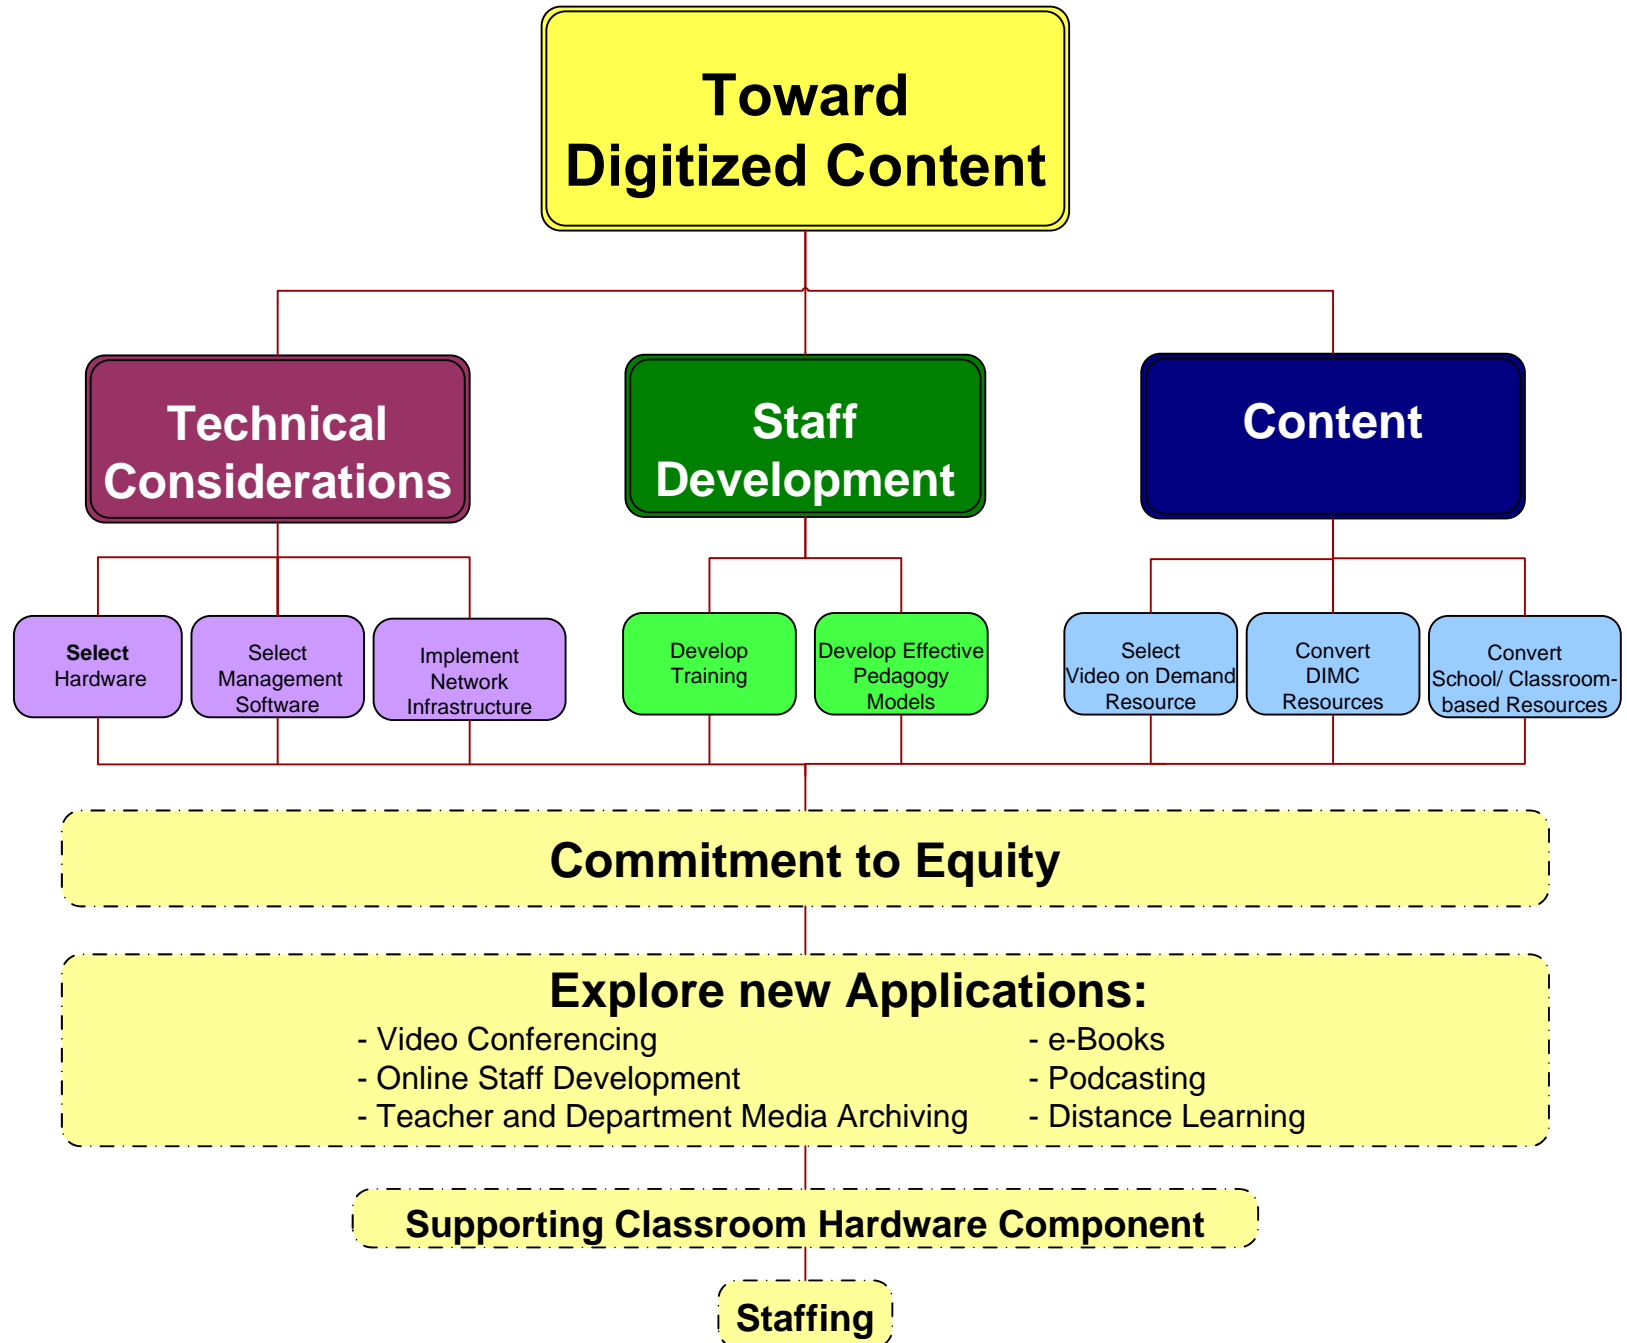 Toward
Digitized Content
Technical
Considerations
Staff
Development
Content
Select
Hardware
Select
Management
Software
Implement
Network
Infrastructure
Develop
Training
Develop Effective
Pedagogy
Models
Select
Video on Demand
Resource
Convert
DIMC
Resources
Convert
School/ Classroom-
based Resources
Commitment to Equity
Explore new Applications:
- Video Conferencing
- Online Staff Development
- Teacher and Department Media Archiving
- e-Books
- Podcasting
- Distance Learning
Supporting Classroom Hardware Component
Staffing